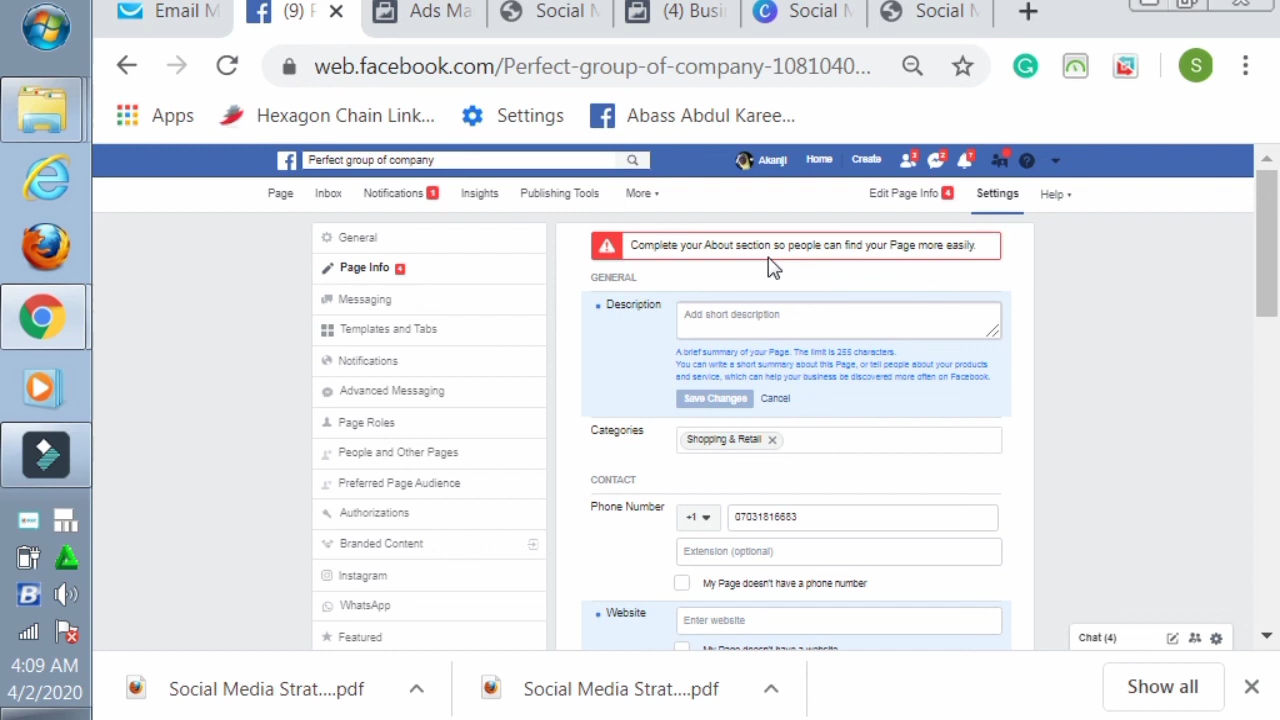 Email M
(9) F
Ads Ma
Social M
(4) Busi
Social M
Social M
web.facebook.com/Perfect-group-of-company-1081040...
S
Apps
Hexagon Chain Link...
Settings
Abass Abdul Karee...
Perfect group of company
Akanji
Home
Create
3
2
7
Page
Inbox
Notifications 1
Insights
Publishing Tools
More
Edit Page Info 4
Settings
Help
General
Page Info 4
Messaging
Templates and Tabs
Notifications
Advanced Messaging
Page Roles
People and Other Pages
Preferred Page Audience
Authorizations
Branded Content
Instagram
WhatsApp
Featured
Complete your About section so people can find your Page more easily.
GENERAL
Description
Add short description
A brief summary of your Page. The limit is 255 characters.
You can write a short summary about this Page, or tell people about your products
and service, which can help your business be discovered more often on Facebook.
Save Changes
Cancel
Categories
Shopping & Retail
CONTACT
Phone Number
+1
07031816683
Extension (optional)
My Page doesn't have a phone number
Website
Enter website
My Page doesn't have a website
Chat (4)
4:09 AM
4/2/2020
Social Media Strat....pdf
Social Media Strat....pdf
Show all